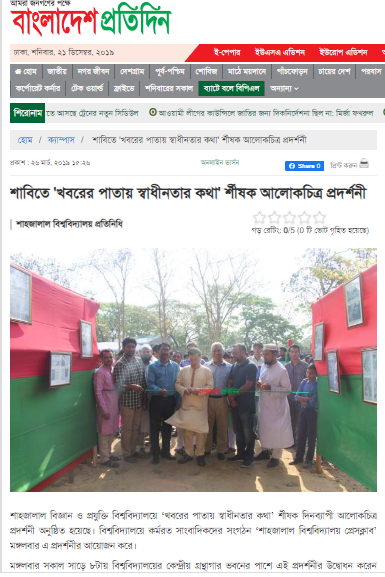 আমরা জনগণের পক্ষে
বাংলাদেশ প্রতিদিন
ঢাকা, শনিবার, ২১ ডিসেম্বর, ২০১৯
ই-পেপার ইউএসএ এডিশন ইউরোপ এডিশন
হোম জাতীয় নগর জীবন দেশগ্রাম পূর্ব-পশ্চিম শোবিজ মাঠে ময়দানে পাঁচফোড়ন চায়ের দেশ পরবাস
কর্পোরেট কর্নার টেক ওয়ার্ল্ড ফ্রাইডে শনিবারের সকাল ব্যাটে বলে বিপিএল অন্যান্য
শিরোনাম তে আসছে ট্রেনের নতুন সিডিউল আওয়ামী লীগের কাউন্সিলে জাতির জন্য দিকনির্দেশনা ছিল না: মির্জা ফখরুল
হোম / ক্যাম্পাস / শাবিতে 'খবরের পাতায় স্বাধীনতার কথা' র্শীষক আলোকচিত্র প্রদর্শনী
প্রকাশ : ২৬ মার্চ, ২০১৯ ১৫:২৬ অনলাইন ভার্সন
Share 0 প্রিন্ট করুন
শাবিতে 'খবরের পাতায় স্বাধীনতার কথা' র্শীষক আলোকচিত্র প্রদর্শনী
শাহজালাল বিশ্ববিদ্যালয় প্রতিনিধি
গড় রেটিং: 0/5 (0 টি ভোট গৃহিত হয়েছে)
শাহজালাল বিজ্ঞান ও প্রযুক্তি বিশ্ববিদ্যালয়ে 'খবরের পাতায় স্বাধীনতার কথা' র্শীষক দিনব্যাপী আলোকচিত্র
প্রদর্শনী অনুষ্ঠিত হয়েছে। বিশ্ববিদ্যালয়ে কর্মরত সাংবাদিকদের সংগঠন 'শাহজালাল বিশ্ববিদ্যালয় প্রেসক্লাব'
মঙ্গলবার এ প্রদর্শনীর আয়োজন করে।
মঙ্গলবার সকাল সাড়ে ৮টায় বিশ্ববিদ্যালয়ের কেন্দ্রীয় গ্রন্থাগার ভবনের পাশে এই প্রদর্শনীর উদ্বোধন করেন